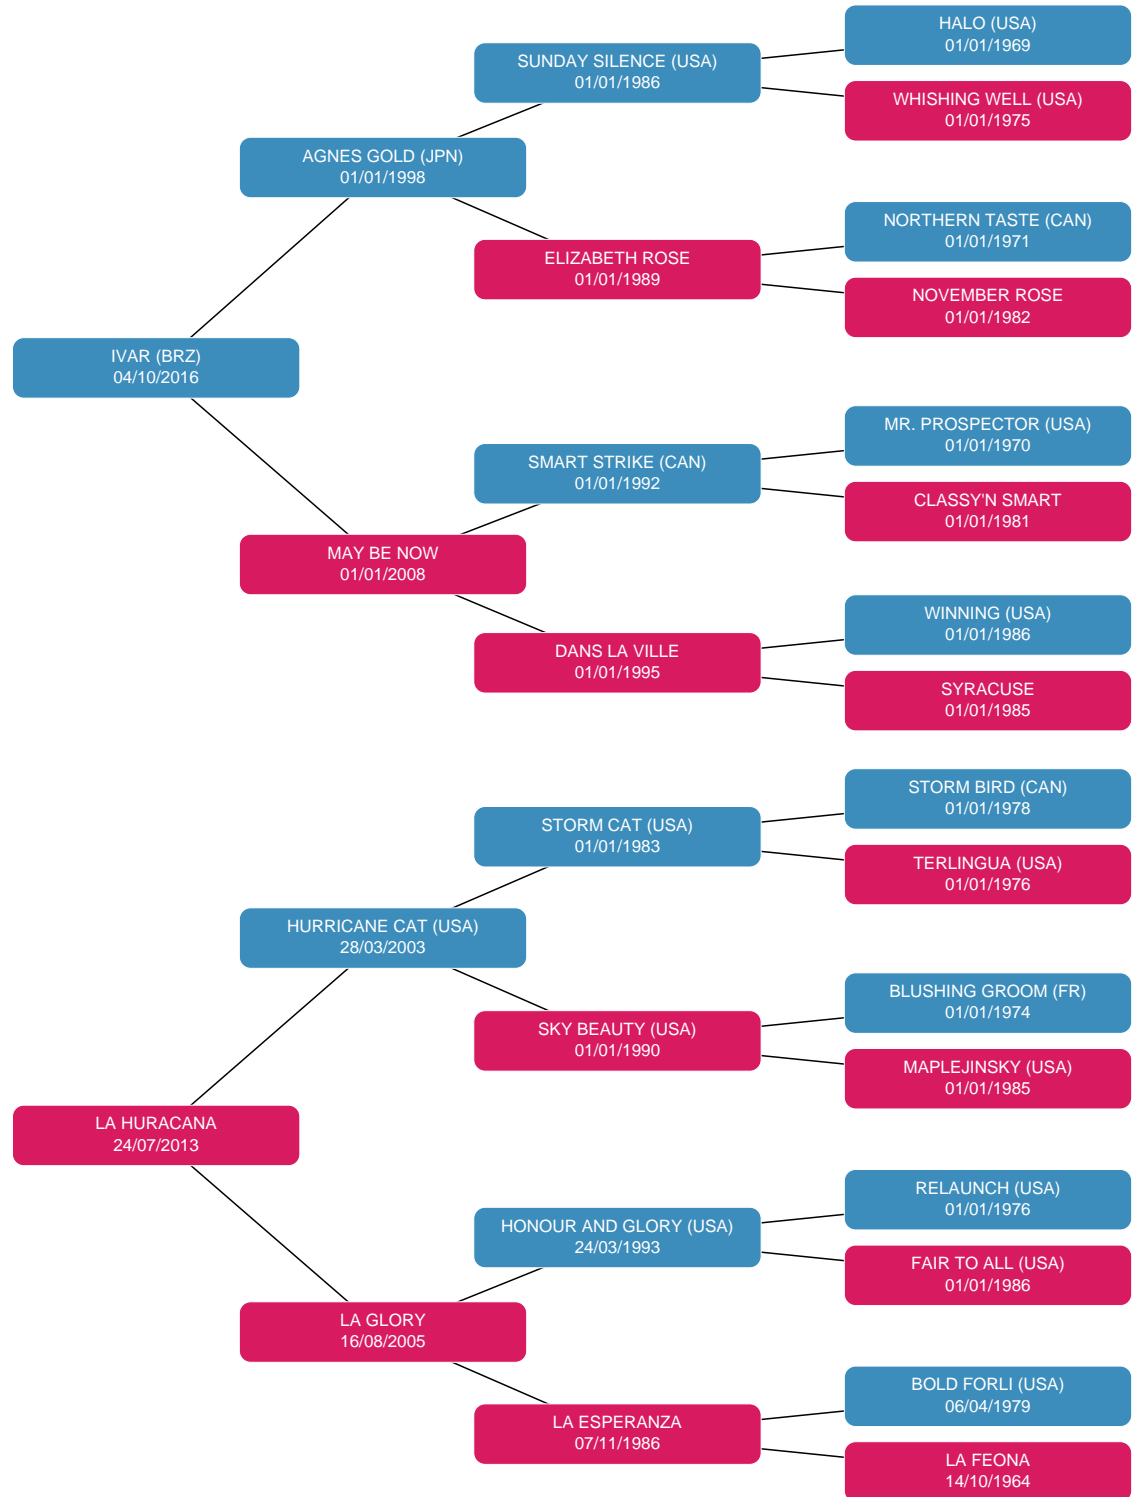 HALO (USA)
01/01/1969
SUNDAY SILENCE (USA)
01/01/1986
WHISHING WELL (USA)
01/01/1975
AGNES GOLD (JPN)
01/01/1998
NORTHERN TASTE (CAN)
01/01/1971
ELIZABETH ROSE
01/01/1989
NOVEMBER ROSE
01/01/1982
IVAR (BRZ)
04/10/2016
MR. PROSPECTOR (USA)
01/01/1970
SMART STRIKE (CAN)
01/01/1992
CLASSY'N SMART
01/01/1981
MAY BE NOW
01/01/2008
WINNING (USA)
01/01/1986
DANS LA VILLE
01/01/1995
SYRACUSE
01/01/1985
STORM BIRD (CAN)
01/01/1978
STORM CAT (USA)
01/01/1983
TERLINGUA (USA)
01/01/1976
HURRICANE CAT (USA)
28/03/2003
BLUSHING GROOM (FR)
01/01/1974
SKY BEAUTY (USA)
01/01/1990
MAPLEJINSKY (USA)
01/01/1985
LA HURACANA
24/07/2013
RELAUNCH (USA)
01/01/1976
HONOUR AND GLORY (USA)
24/03/1993
FAIR TO ALL (USA)
01/01/1986
LA GLORY
16/08/2005
BOLD FORLI (USA)
06/04/1979
LA ESPERANZA
07/11/1986
LA FEONA
14/10/1964